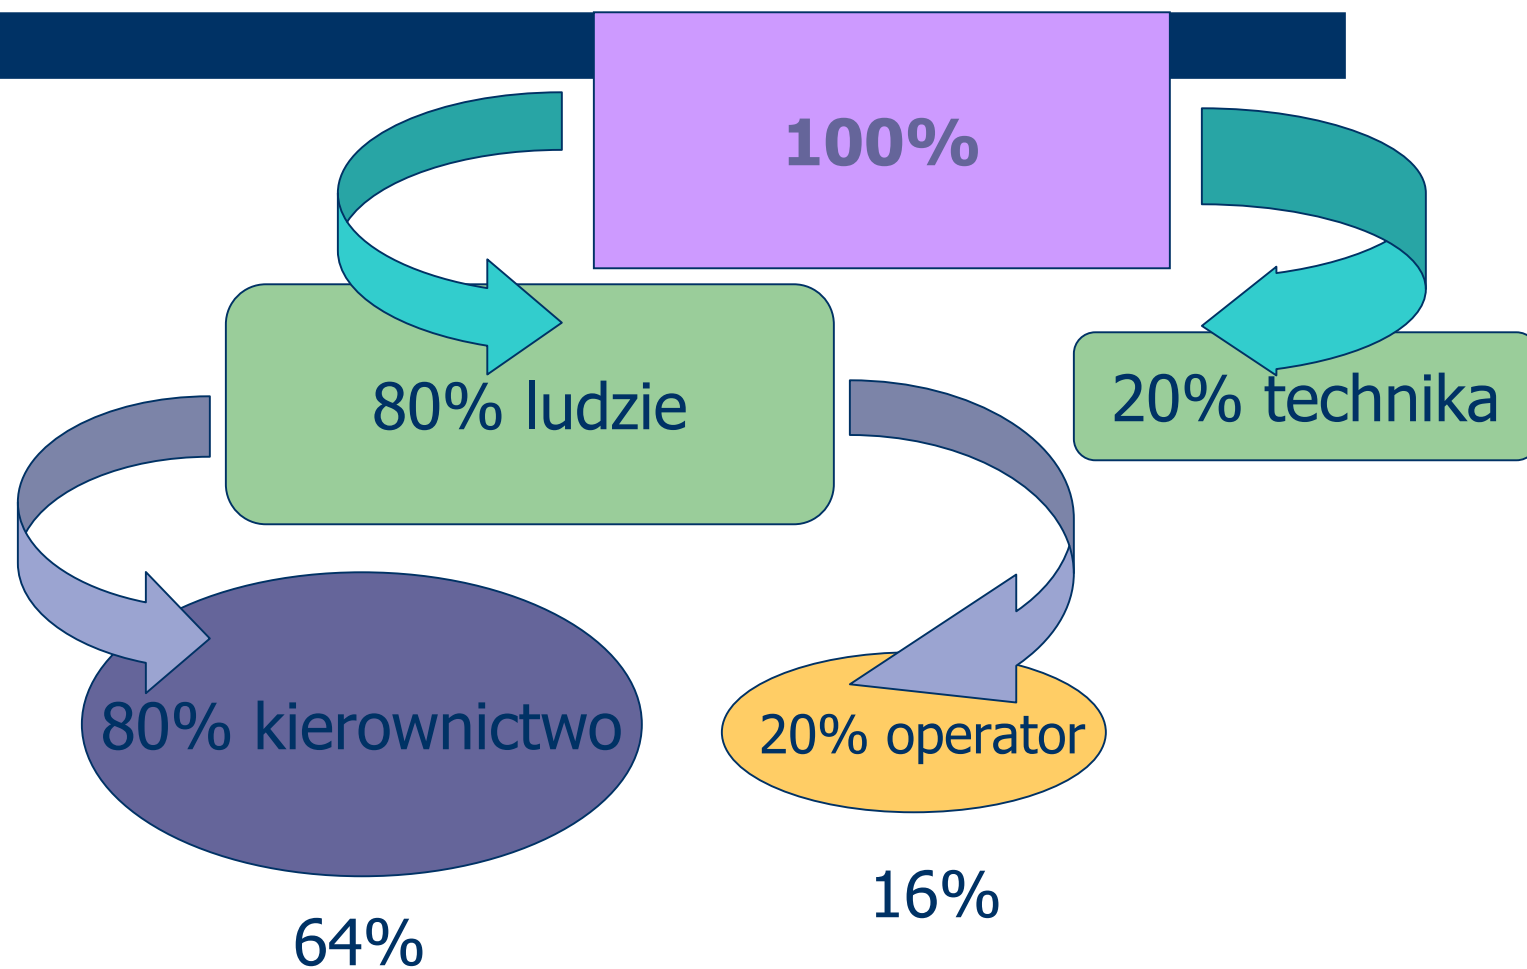 100%
80% ludzie
20% technika
80% kierownictwo
20% operator
16%
64%